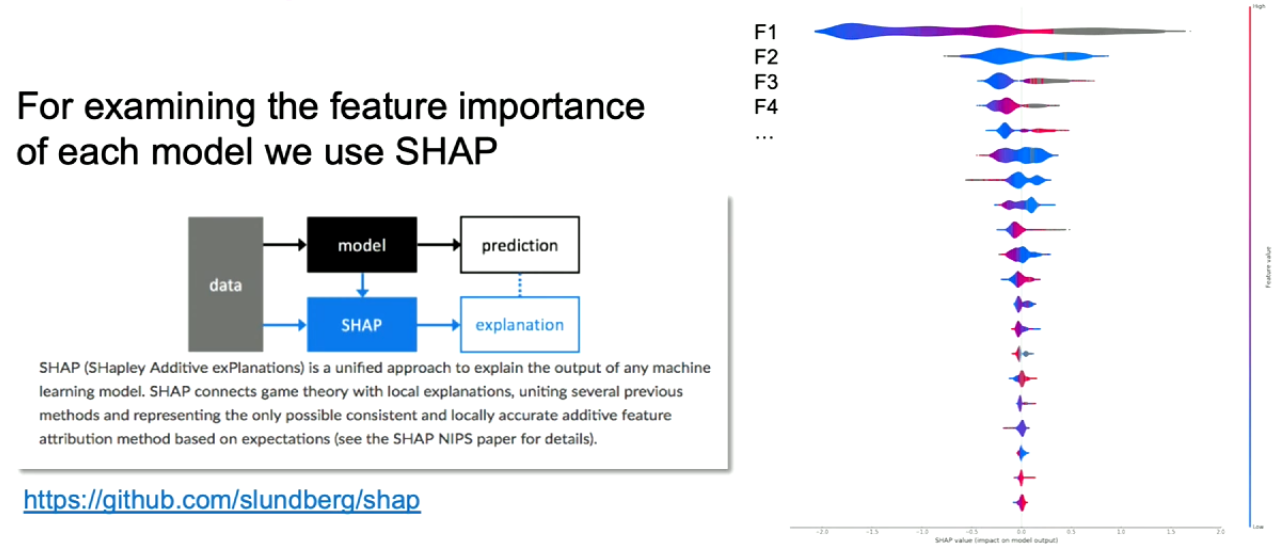 For examining the feature importance
of each model we use SHAP
data
model
prediction
SHAP
explanation
SHAP (SHapley Additive exPlanations) is a unified approach to explain the output of any machine
learning model. SHAP connects game theory with local explanations, uniting several previous
methods and representing the only possible consistent and locally accurate additive feature
attribution method based on expectations (see the SHAP NIPS paper for details).
https://github.com/slundberg/shap
F1
F2
F3
F4
...
High
Feature value
Low
-2.0 -1.5 -1.0 -0.5 0.0 0.5 1.0 1.5 2.0
SHAP value (impact on model output)